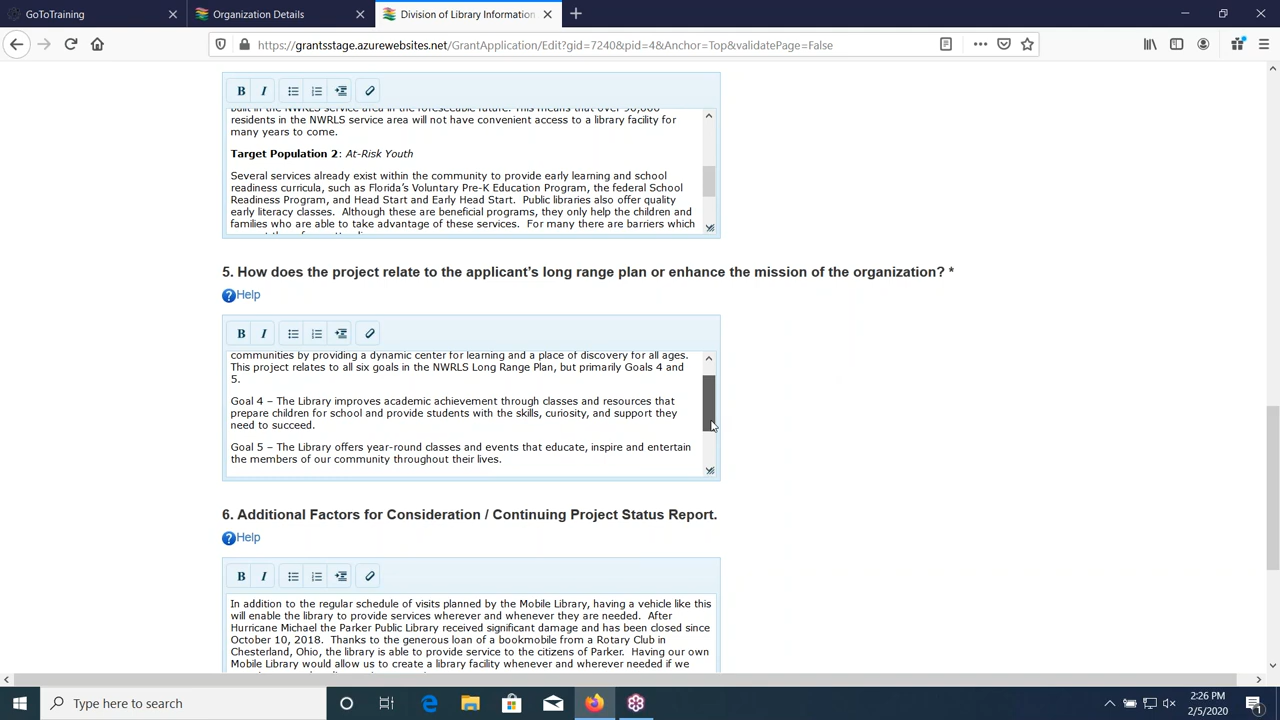 GoToTraining
Organization Details
Division of Library Information
https://grantsstage.azurewebsites.net/GrantApplication/Edit?gid=7240&pid=4&Anchor=Top&validatePage=False
B I
built in the NWRLS service area in the foreseeable future. This means that over 90,000
residents in the NWRLS service area will not have convenient access to a library facility for
many years to come.
Target Population 2: At-Risk Youth
Several services already exist within the community to provide early learning and school
readiness curricula, such as Florida's Voluntary Pre-K Education Program, the federal School
Readiness Program, and Head Start and Early Head Start. Public libraries also offer quality
early literacy classes. Although these are beneficial programs, they only help the children and
families who are able to take advantage of these services. For many there are barriers which
5. How does the project relate to the applicant's long range plan or enhance the mission of the organization? *
?Help
B I
communities by providing a dynamic center for learning and a place of discovery for all ages.
This project relates to all six goals in the NWRLS Long Range Plan, but primarily Goals 4 and
5.
Goal 4 – The Library improves academic achievement through classes and resources that
prepare children for school and provide students with the skills, curiosity, and support they
need to succeed.
Goal 5 – The Library offers year-round classes and events that educate, inspire and entertain
the members of our community throughout their lives.
6. Additional Factors for Consideration / Continuing Project Status Report.
?Help
B I
In addition to the regular schedule of visits planned by the Mobile Library, having a vehicle like this
will enable the library to provide services wherever and whenever they are needed. After
Hurricane Michael the Parker Public Library received significant damage and has been closed since
October 10, 2018. Thanks to the generous loan of a bookmobile from a Rotary Club in
Chesterland, Ohio, the library is able to provide service to the citizens of Parker. Having our own
Mobile Library would allow us to create a library facility whenever and wherever needed if we
Type here to search
2:26 PM
2/5/2020
1